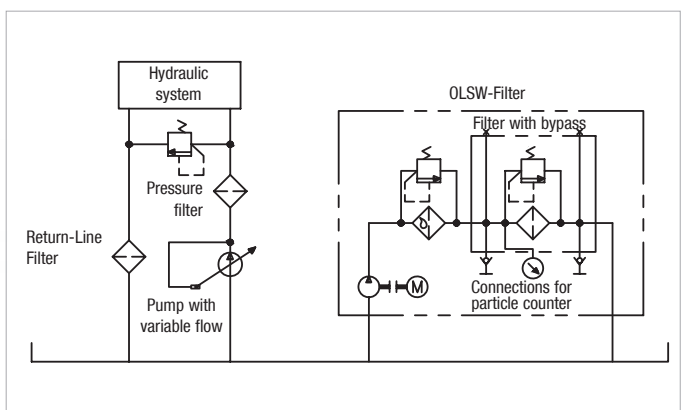 Hydraulic
system
OLSW-Filter
Filter with bypass
Pressure
filter
Return-Line
Filter
Pump with
variable flow
M
Connections for
particle counter